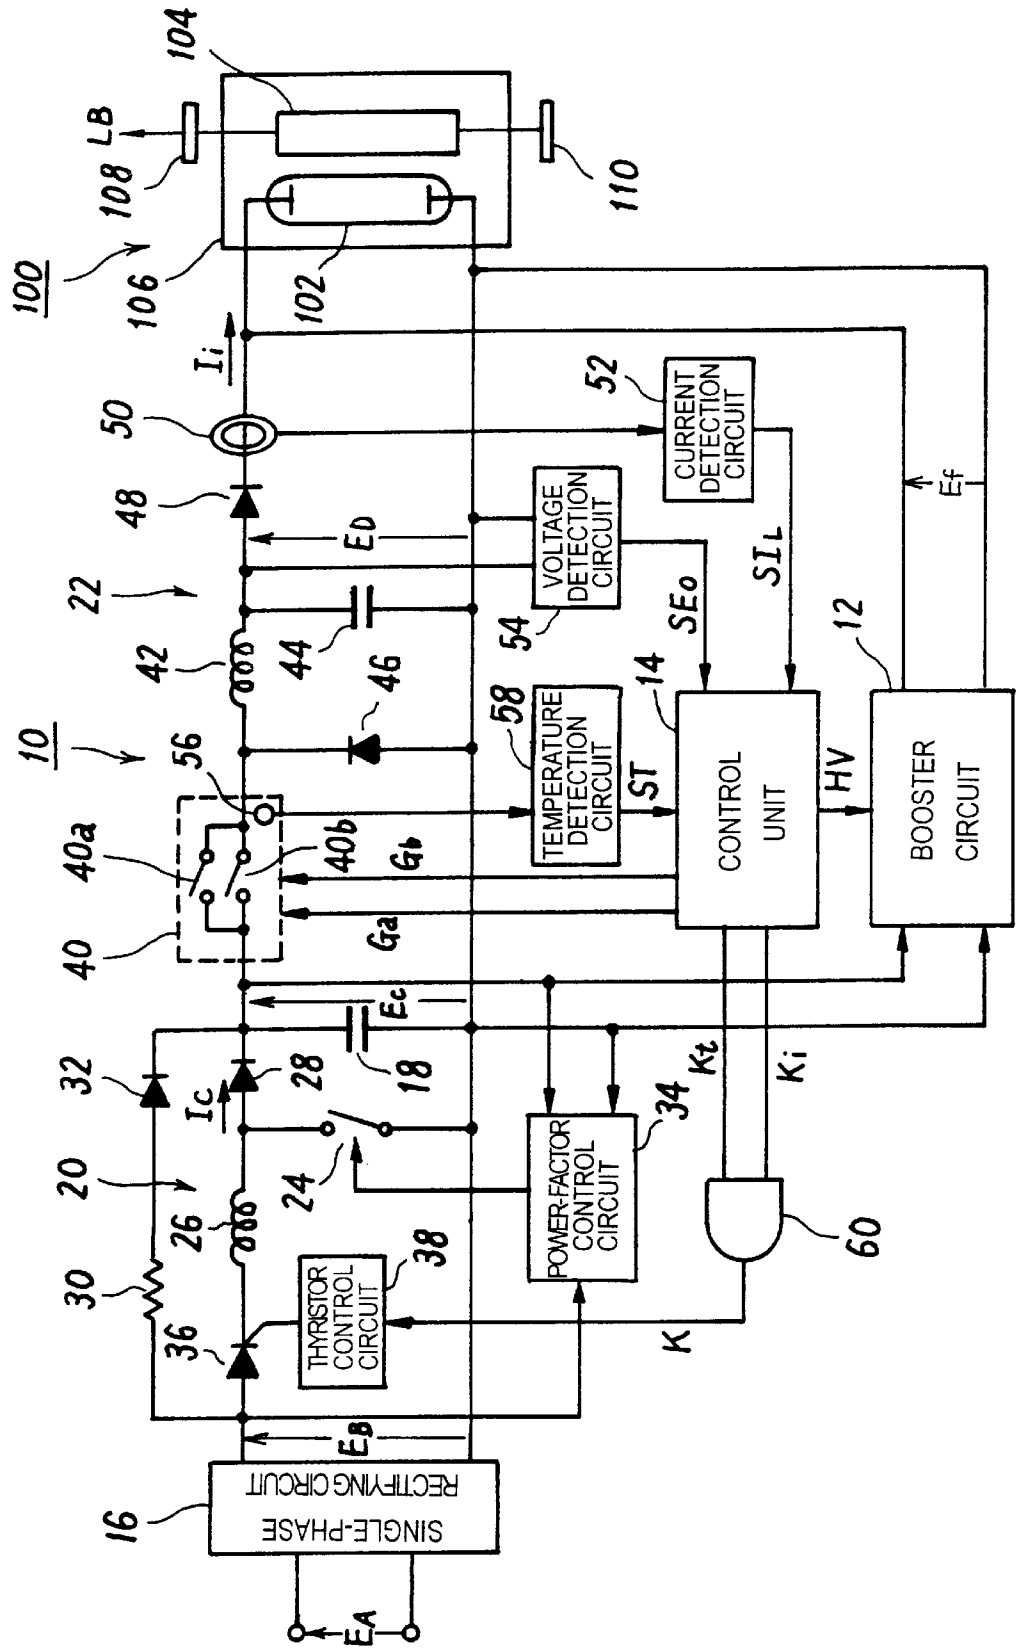 10
100
16
30
20
32
40
40a
56
22
42
48
50
Ii
106
108
LB
104
36
26
Ic
28
40b
EA
SINGLE-PHASE
RECTIFYING CIRCUIT
EB
THYRISTOR
CONTROL
CIRCUIT
38
24
18
Ec
Ga
Gb
46
44
ED
102
110
K
POWER-FACTOR
CONTROL
CIRCUIT
34
TEMPERATURE
DETECTION
CIRCUIT
58
ST
VOLTAGE
DETECTION
CIRCUIT
54
SEo
CURRENT
DETECTION
CIRCUIT
52
SIL
60
Kt
Ki
CONTROL
UNIT
14
HV
BOOSTER
CIRCUIT
12
Ef